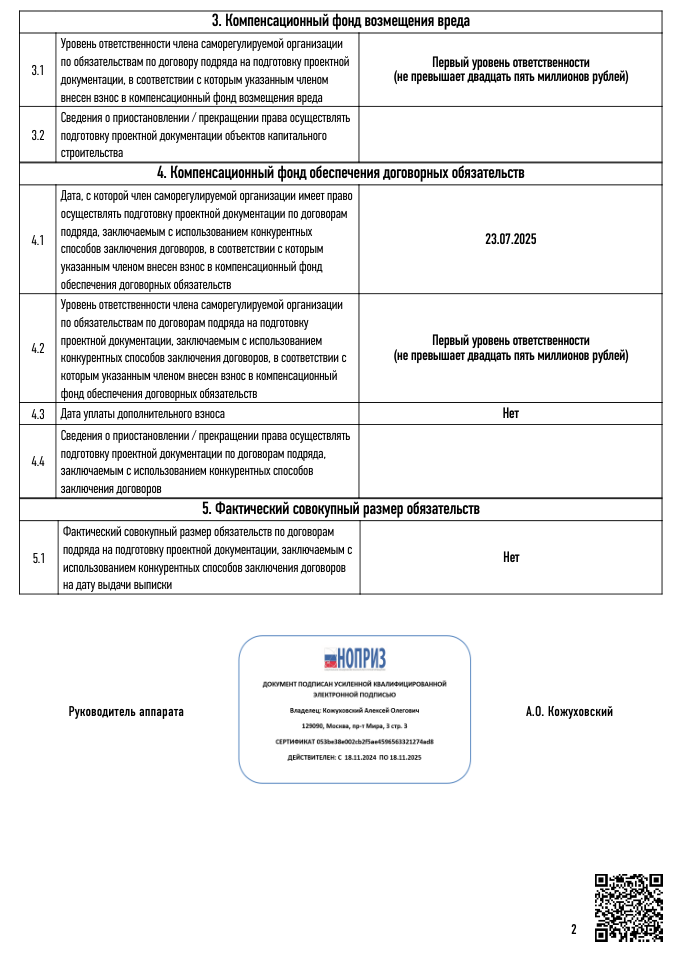 3. Компенсационный фонд возмещения вреда
3.1
Уровень ответственности члена саморегулируемой организации
по обязательствам по договору подряда на подготовку проектной
документации, в соответствии с которым указанным членом
внесен взнос в компенсационный фонд возмещения вреда
Первый уровень ответственности
(не превышает двадцать пять миллионов рублей)
3.2
Сведения о приостановлении / прекращении права осуществлять
подготовку проектной документации объектов капитального
строительства
4. Компенсационный фонд обеспечения договорных обязательств
4.1
Дата, с которой член саморегулируемой организации имеет право
осуществлять подготовку проектной документации по договорам
подряда, заключаемым с использованием конкурентных
способов заключения договоров, в соответствии с которым
указанным членом внесен взнос в компенсационный фонд
обеспечения договорных обязательств
23.07.2025
4.2
Уровень ответственности члена саморегулируемой организации
по обязательствам по договорам подряда на подготовку
проектной документации, заключаемым с использованием
конкурентных способов заключения договоров, в соответствии с
которым указанным членом внесен взнос в компенсационный
фонд обеспечения договорных обязательств
Первый уровень ответственности
(не превышает двадцать пять миллионов рублей)
4.3
Дата уплаты дополнительного взноса
Нет
4.4
Сведения о приостановлении / прекращении права осуществлять
подготовку проектной документации по договорам подряда,
заключаемым с использованием конкурентных способов
заключения договоров
5. Фактический совокупный размер обязательств
5.1
Фактический совокупный размер обязательств по договорам
подряда на подготовку проектной документации, заключаемым с
использованием конкурентных способов заключения договоров
на дату выдачи выписки
Нет
Руководитель аппарата
НОПРИЗ
ДОКУМЕНТ ПОДПИСАН УСИЛЕННОЙ КВАЛИФИЦИРОВАННОЙ
ЭЛЕКТРОННОЙ ПОДПИСЬЮ
Владелец: Кожуховский Алексей Олегович
129090, Москва, пр-т Мира, 3 стр. 3
СЕРТИФИКАТ 053be38e002cb2f5ae4596563321274ad8
ДЕЙСТВИТЕЛЕН: С 18.11.2024 ПО 18.11.2025
А.О. Кожуховский
2